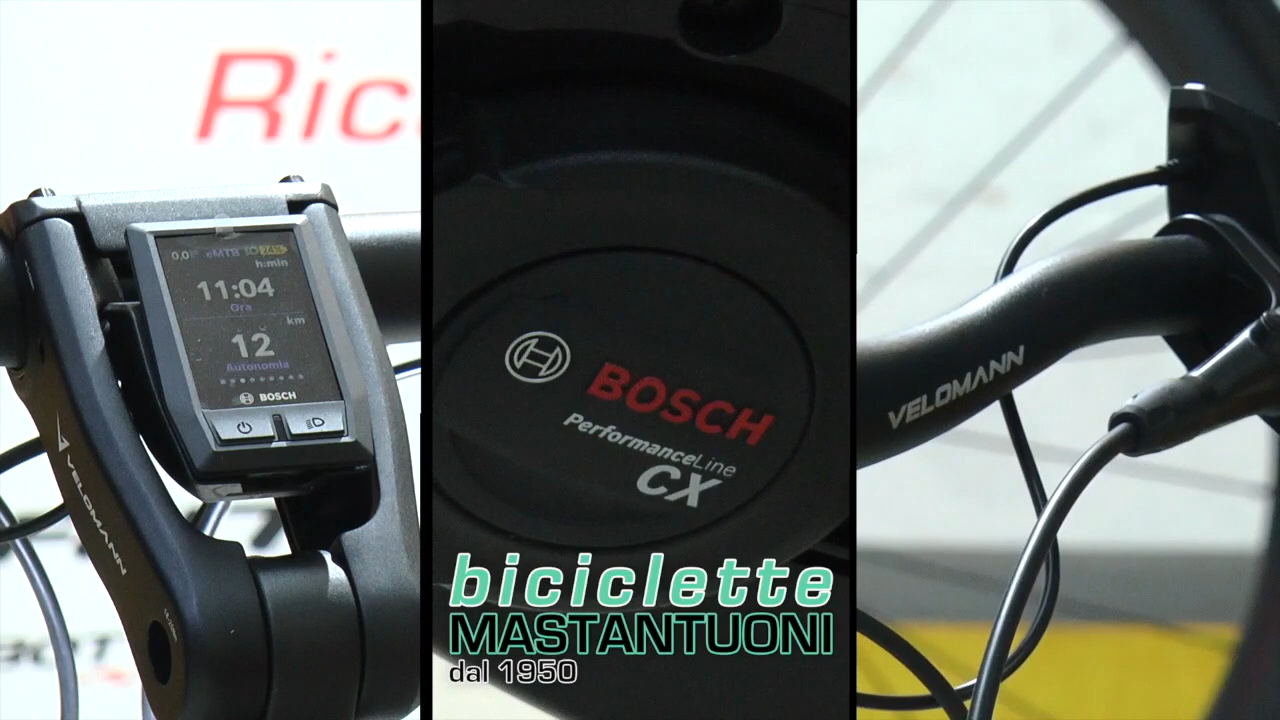 Ric
0,0
eMTB
34%
h:min
11:04
Ora
km
12
Autonomia
BOSCH
VELOMANN
BOSCH
PerformanceLine
CX
VELOMANN
biciclette
MASTANTUONI
dal 1950